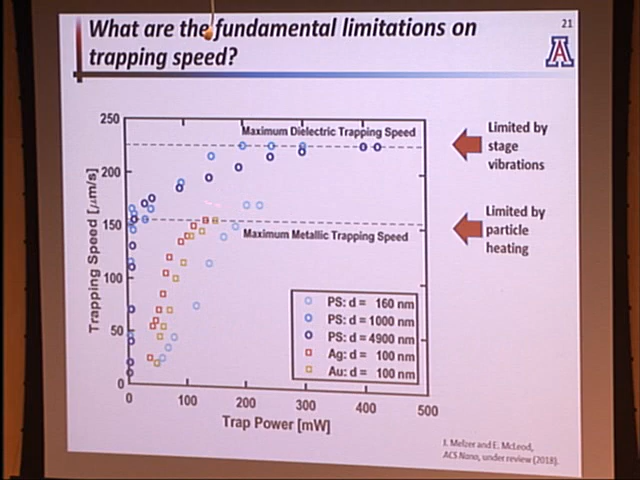 What are the fundamental limitations on
trapping speed?
21
A
250
200
150
100
50
0
Trapping Speed [μm/s]
Maximum Dielectric Trapping Speed
Maximum Metallic Trapping Speed
PS: d = 160 nm
PS: d = 1000 nm
PS: d = 4900 nm
Ag: d = 100 nm
Au: d = 100 nm
0 100 200 300 400 500
Trap Power [mW]
Limited by
stage
vibrations
Limited by
particle
heating
J. Melzer and E. McLeod,
ACS Nano, under review (2018).